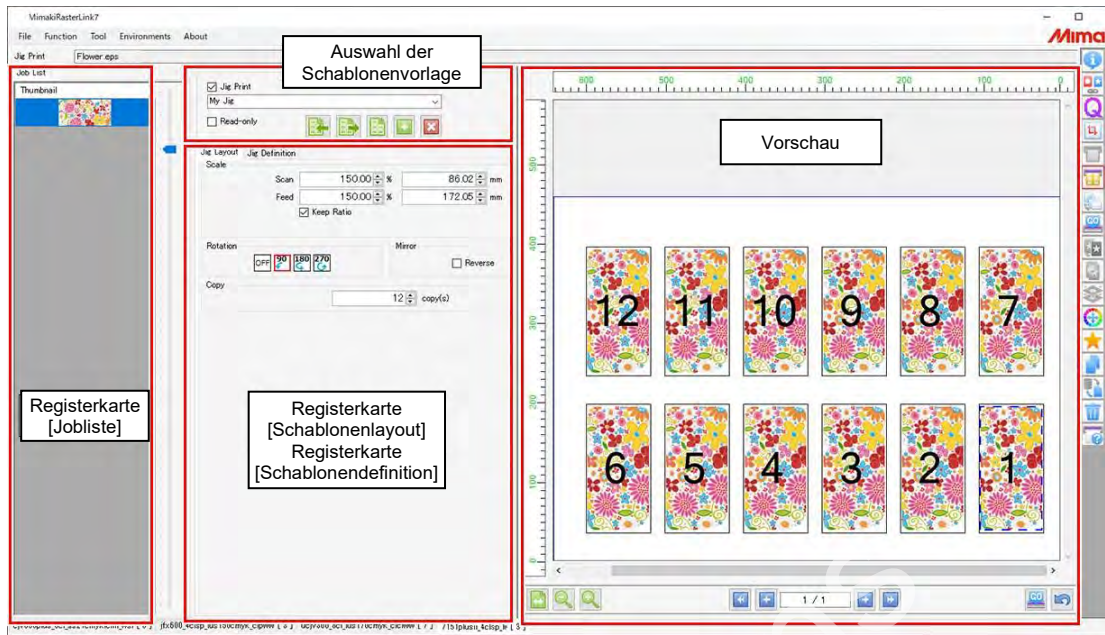 MimakiRasterLink7
File Function Tool Environments About
Jig Print Flower.eps
Job List
Thumbnail
Registerkarte
[Jobliste]
Auswahl der
Schablonenvorlage
Jig Print
My Jig
Read-only
Jig Layout Jig Definition
Scale
Scan 150.00 % 86.02 mm
Feed 150.00 % 172.05 mm
Keep Ratio
Rotation Mirror
OFF 90 180 270 Reverse
Copy
12 copy(s)
Registerkarte
[Schablonenlayout]
Registerkarte
[Schablonendefinition]
Mima
600 500 400 300 200 100 0
Vorschau
500
400
300
200
100
0
12 11 10 9 8 7
6 5 4 3 2 1
1 / 1
GO
Q
GO